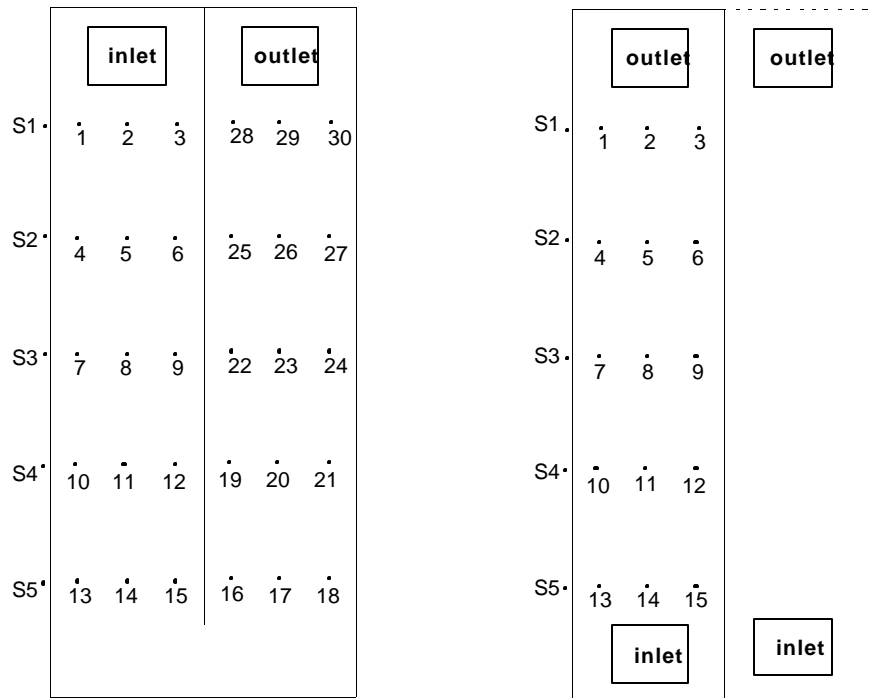 inlet outlet outlet outlet
S1 1 2 3 28 29 30 S1 1 2 3
S2 4 5 6 25 26 27 S2 4 5 6
S3 7 8 9 22 23 24 S3 7 8 9
S4 10 11 12 19 20 21 S4 10 11 12
S5 13 14 15 16 17 18 S5 13 14 15
inlet inlet